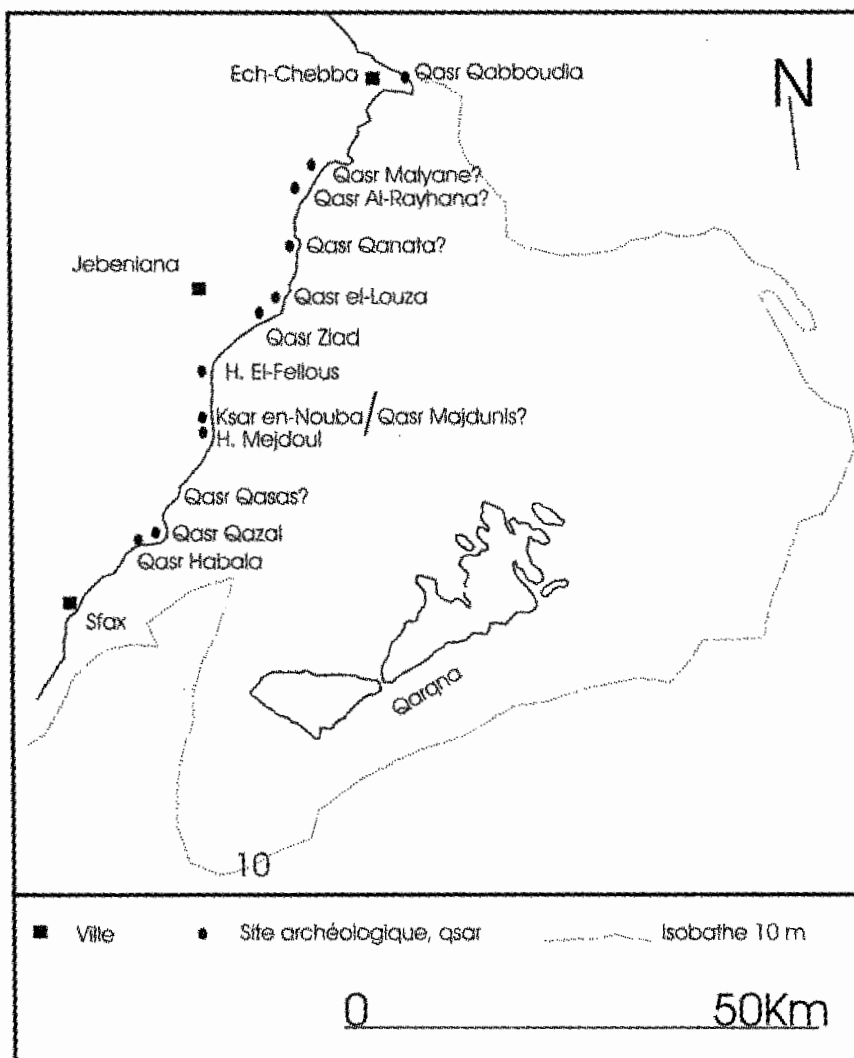 Ech-Chebba
Qasr Qabboudia
N
Qasr Malyane?
Qasr Al-Rayhana?
Qasr Qanata?
Jebeniana
Qasr el-Louza
Qasr Ziad
H. El-Fellous
Ksar en-Nouba/Qasr Majdunis?
H. Mejdoul
Qasr Qasas?
Qasr Qazal
Qasr Habala
Sfax
Qarqna
10
Ville
Site archéologique, qsar
Isobathe 10 m
0
50Km